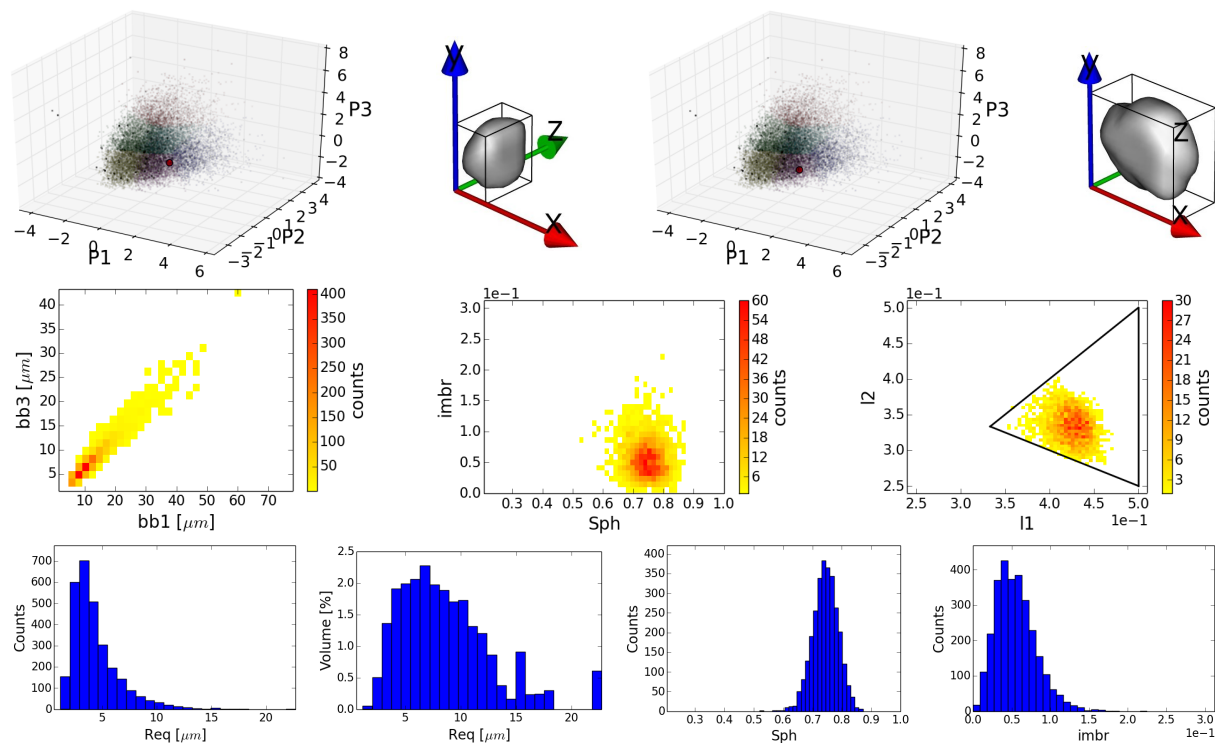 8
6
4
2
0
−2
−4
P3
−4 −2 0 2 4 6
P1
−3 −2 −1 0 1 2 3 4
P2
Y
Z
X
8
6
4
2
0
−2
−4
P3
−4 −2 0 2 4 6
P1
−3 −2 −1 0 1 2 3 4
P2
Y
Z
X
40
35
30
25
20
15
10
5
bb3 [μm]
10 20 30 40 50 60 70
bb1 [μm]
400
350
300
250
200
150
100
50
counts
1e−1
3.0
2.5
2.0
1.5
1.0
0.5
0.0
imbr
0.2 0.3 0.4 0.5 0.6 0.7 0.8 0.9 1.0
Sph
60
54
48
42
36
30
24
18
12
6
counts
1e−1
5.0
4.5
4.0
3.5
3.0
2.5
l2
2.5 3.0 3.5 4.0 4.5 5.0
1e−1
l1
30
27
24
21
18
15
12
9
6
3
counts
700
600
500
400
300
200
100
0
Counts
5 10 15 20
Req [μm]
2.5
2.0
1.5
1.0
0.5
0.0
Volume [%]
5 10 15 20
Req [μm]
400
350
300
250
200
150
100
50
0
Counts
0.2 0.3 0.4 0.5 0.6 0.7 0.8 0.9 1.0
Sph
400
300
200
100
0
Counts
0.0 0.5 1.0 1.5 2.0 2.5 3.0
1e−1
imbr